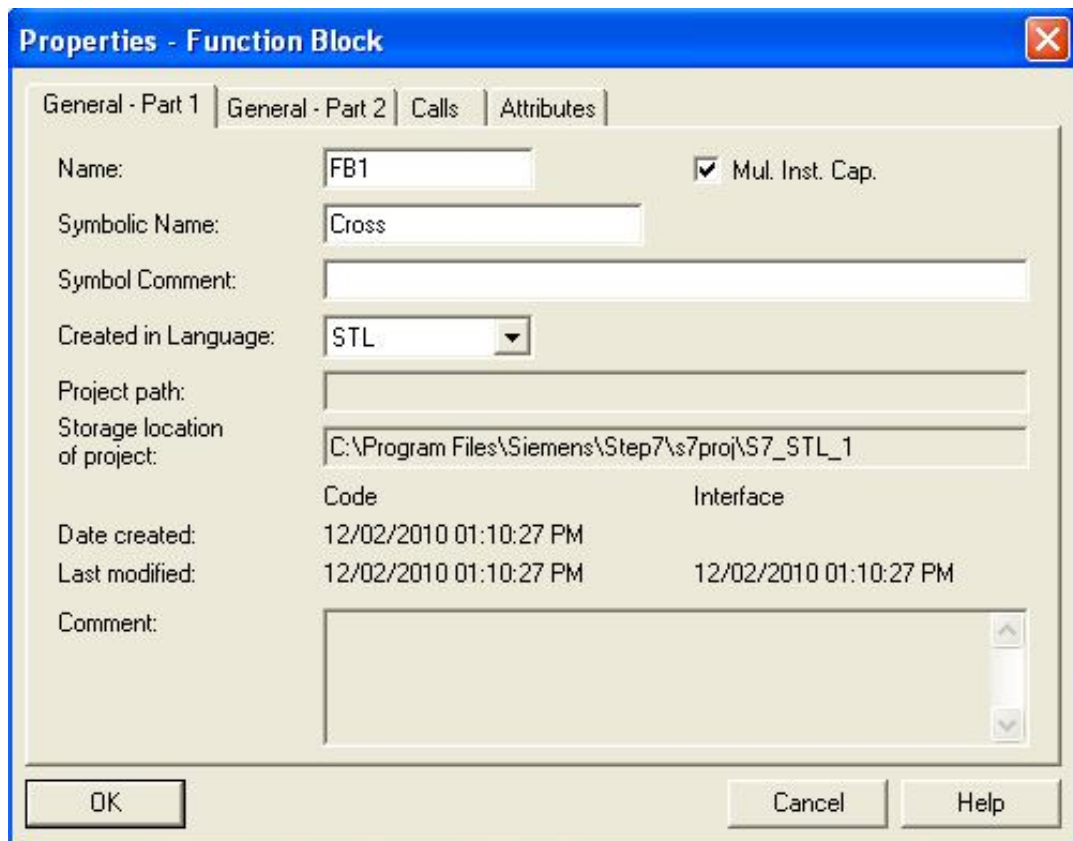 Properties - Function Block
General - Part 1 General - Part 2 Calls Attributes
Name: FB1 Mul. Inst. Cap.
Symbolic Name: Cross
Symbol Comment:
Created in Language: STL
Project path:
Storage location
of project: C:\Program Files\Siemens\Step7\s7proj\S7_STL_1
Code Interface
Date created: 12/02/2010 01:10:27 PM
Last modified: 12/02/2010 01:10:27 PM 12/02/2010 01:10:27 PM
Comment:
OK Cancel Help